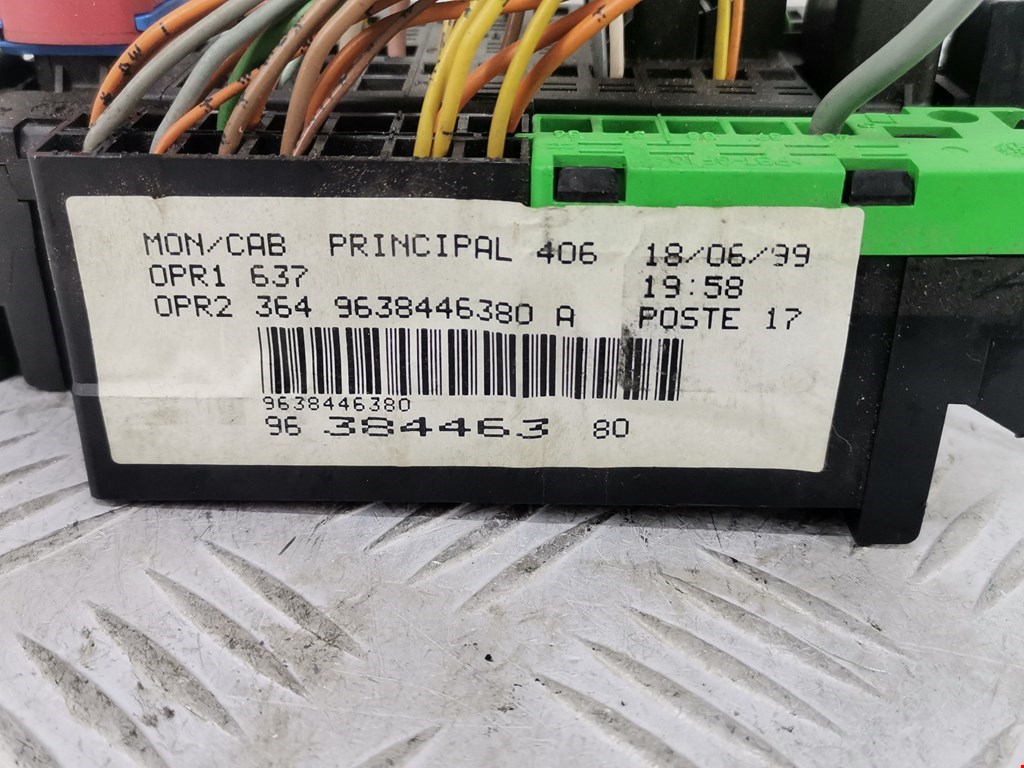 MON/CAB PRINCIPAL 406 18/06/99
OPR1 637 19:58
OPR2 364 9638446380 A POSTE 17
9638446380
96 384463 80